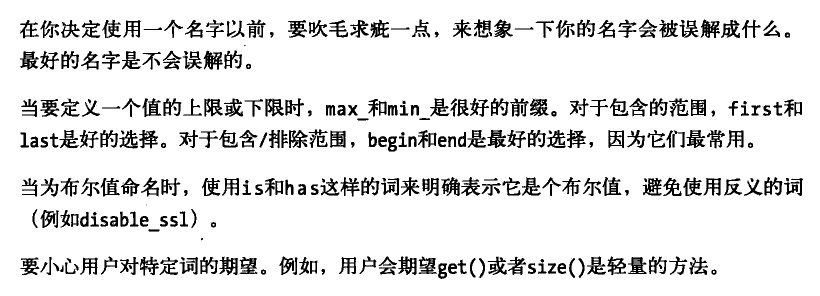 在你决定使用一个名字以前，要吹毛求疵一点，来想象一下你的名字会被误解成什么。
最好的名字是不会误解的。
当要定义一个值的上限或下限时，max_和min_是很好的前缀。对于包含的范围，first和
last是好的选择。对于包含/排除范围，begin和end是最好的选择，因为它们最常用。
当为布尔值命名时，使用is和has这样的词来明确表示它是个布尔值，避免使用反义的词
（例如disable_ssl）。
要小心用户对特定词的期望。例如，用户会期望get()或者size()是轻量的方法。